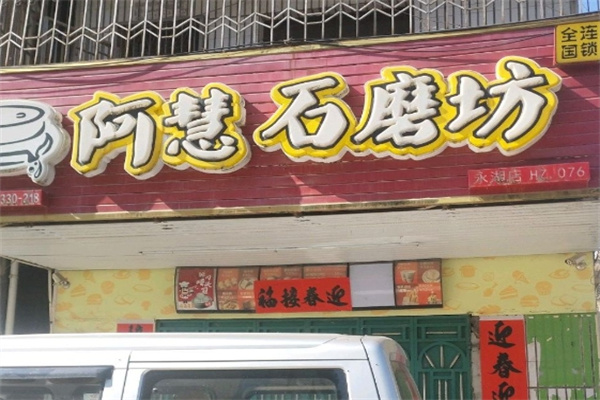 全国连锁
阿慧 石磨坊
330-218
永湖店 HZ 076
迎春接福
迎春